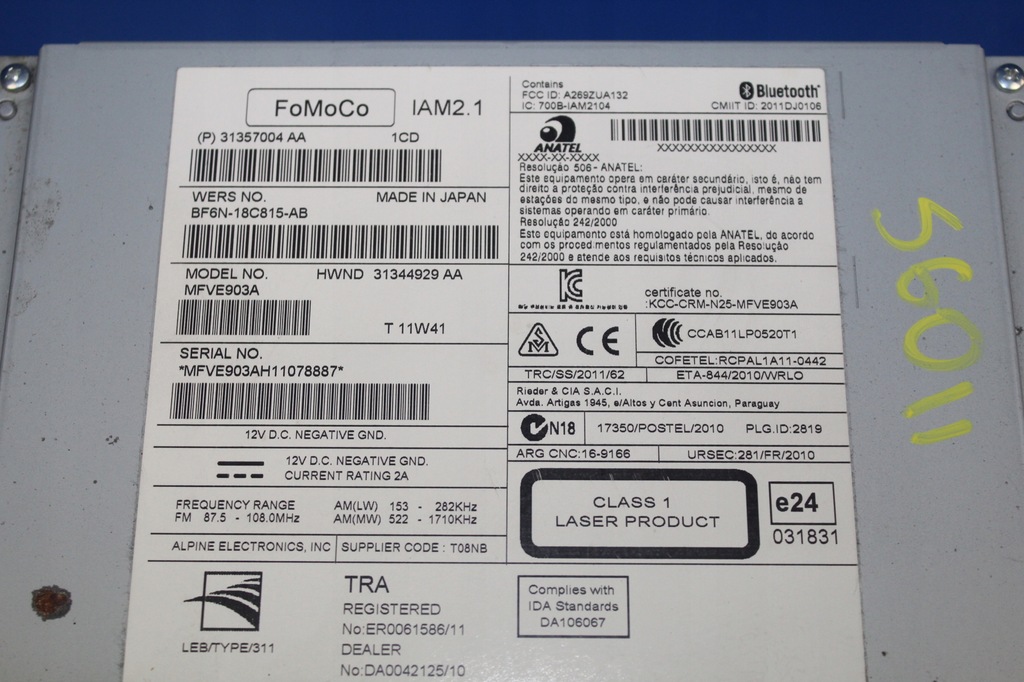 FoMoCo IAM2.1
(P) 31357004 AA 1CD
WERS NO. MADE IN JAPAN
BF6N-18C815-AB
MODEL NO. HWND 31344929 AA
MFVE903A
T 11W41
SERIAL NO.
*MFVE903AH11078887*
12V D.C. NEGATIVE GND.
12V D.C. NEGATIVE GND.
CURRENT RATING 2A
FREQUENCY RANGE AM(LW) 153 - 282KHz
FM 87.5 - 108.0MHz AM(MW) 522 - 1710KHz
ALPINE ELECTRONICS, INC SUPPLIER CODE : T08NB
LEB/TYPE/311
TRA
REGISTERED
No:ER0061586/11
DEALER
No:DA0042125/10
Contains
FCC ID: A269ZUA132
IC: 700B-IAM2104
Bluetooth
CMIIT ID: 2011DJ0106
ANATEL
XXXX-XX-XXXX
XXXXXXXXXXXXXXXX
Resolução 506 - ANATEL:
Este equipamento opera em caráter secundário, isto é, não tem
direito a proteção contra interferência prejudicial, mesmo de
estações do mesmo tipo, e não pode causar interferência a
sistemas operando em caráter primário.
Resolução 242/2000
Este equipamento está homologado pela ANATEL, de acordo
com os procedimentos regulamentados pela Resolução
242/2000 e atende aos requisitos técnicos aplicados.
certificate no.
:KCC-CRM-N25-MFVE903A
CE
CCAB11LP0520T1
COFETEL:RCPAL1A11-0442
TRC/SS/2011/62 ETA-844/2010/WRLO
Rieder & CIA S.A.C.I.
Avda. Artigas 1945, e/Altos y Cent Asuncion, Paraguay
N18 17350/POSTEL/2010 PLG.ID:2819
ARG CNC:16-9166 URSEC:281/FR/2010
CLASS 1
LASER PRODUCT
e24
031831
Complies with
IDA Standards
DA106067
56011